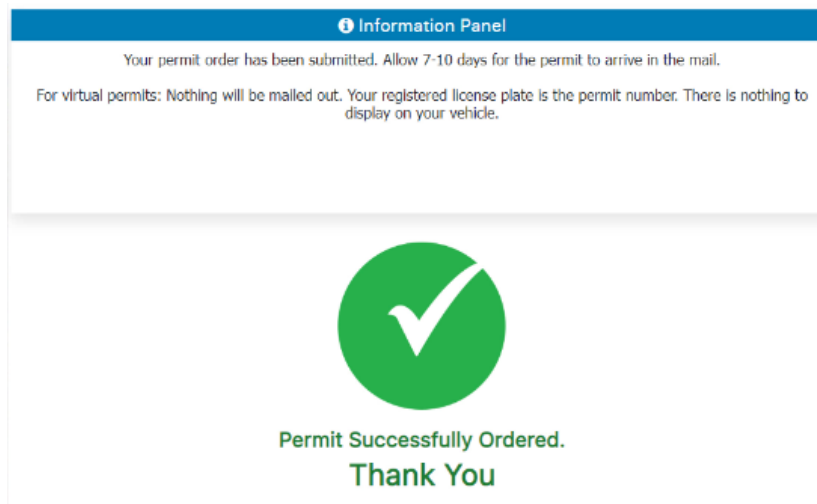 Information Panel
Your permit order has been submitted. Allow 7-10 days for the permit to arrive in the mail.
For virtual permits: Nothing will be mailed out. Your registered license plate is the permit number. There is nothing to
display on your vehicle.
Permit Successfully Ordered.
Thank You